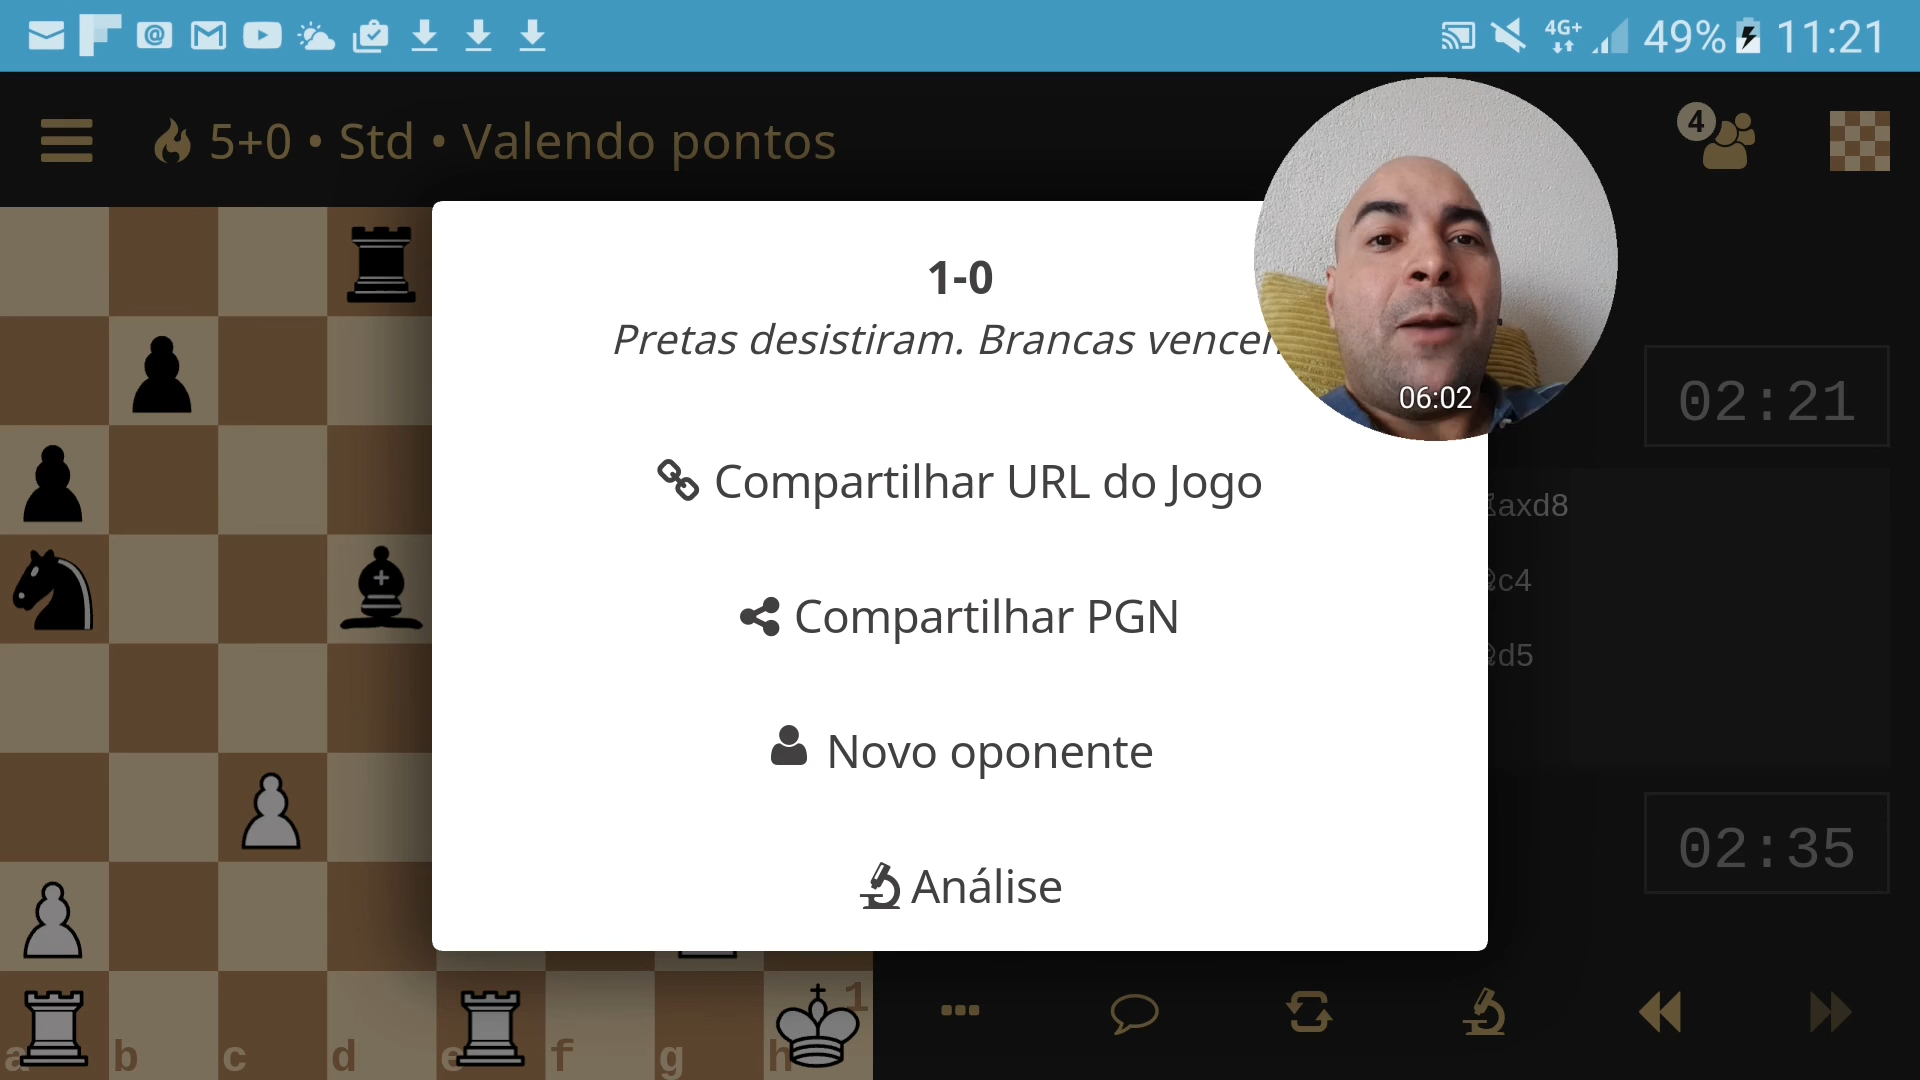 4G+ 49% 11:21
5+0 • Std • Valendo pontos
4
1-0
Pretas desistiram. Brancas
06:02
02:21
Compartilhar URL do Jogo
axd8
c4
Compartilhar PGN
d5
Novo oponente
02:35
Análise
1
a b c d e f g h